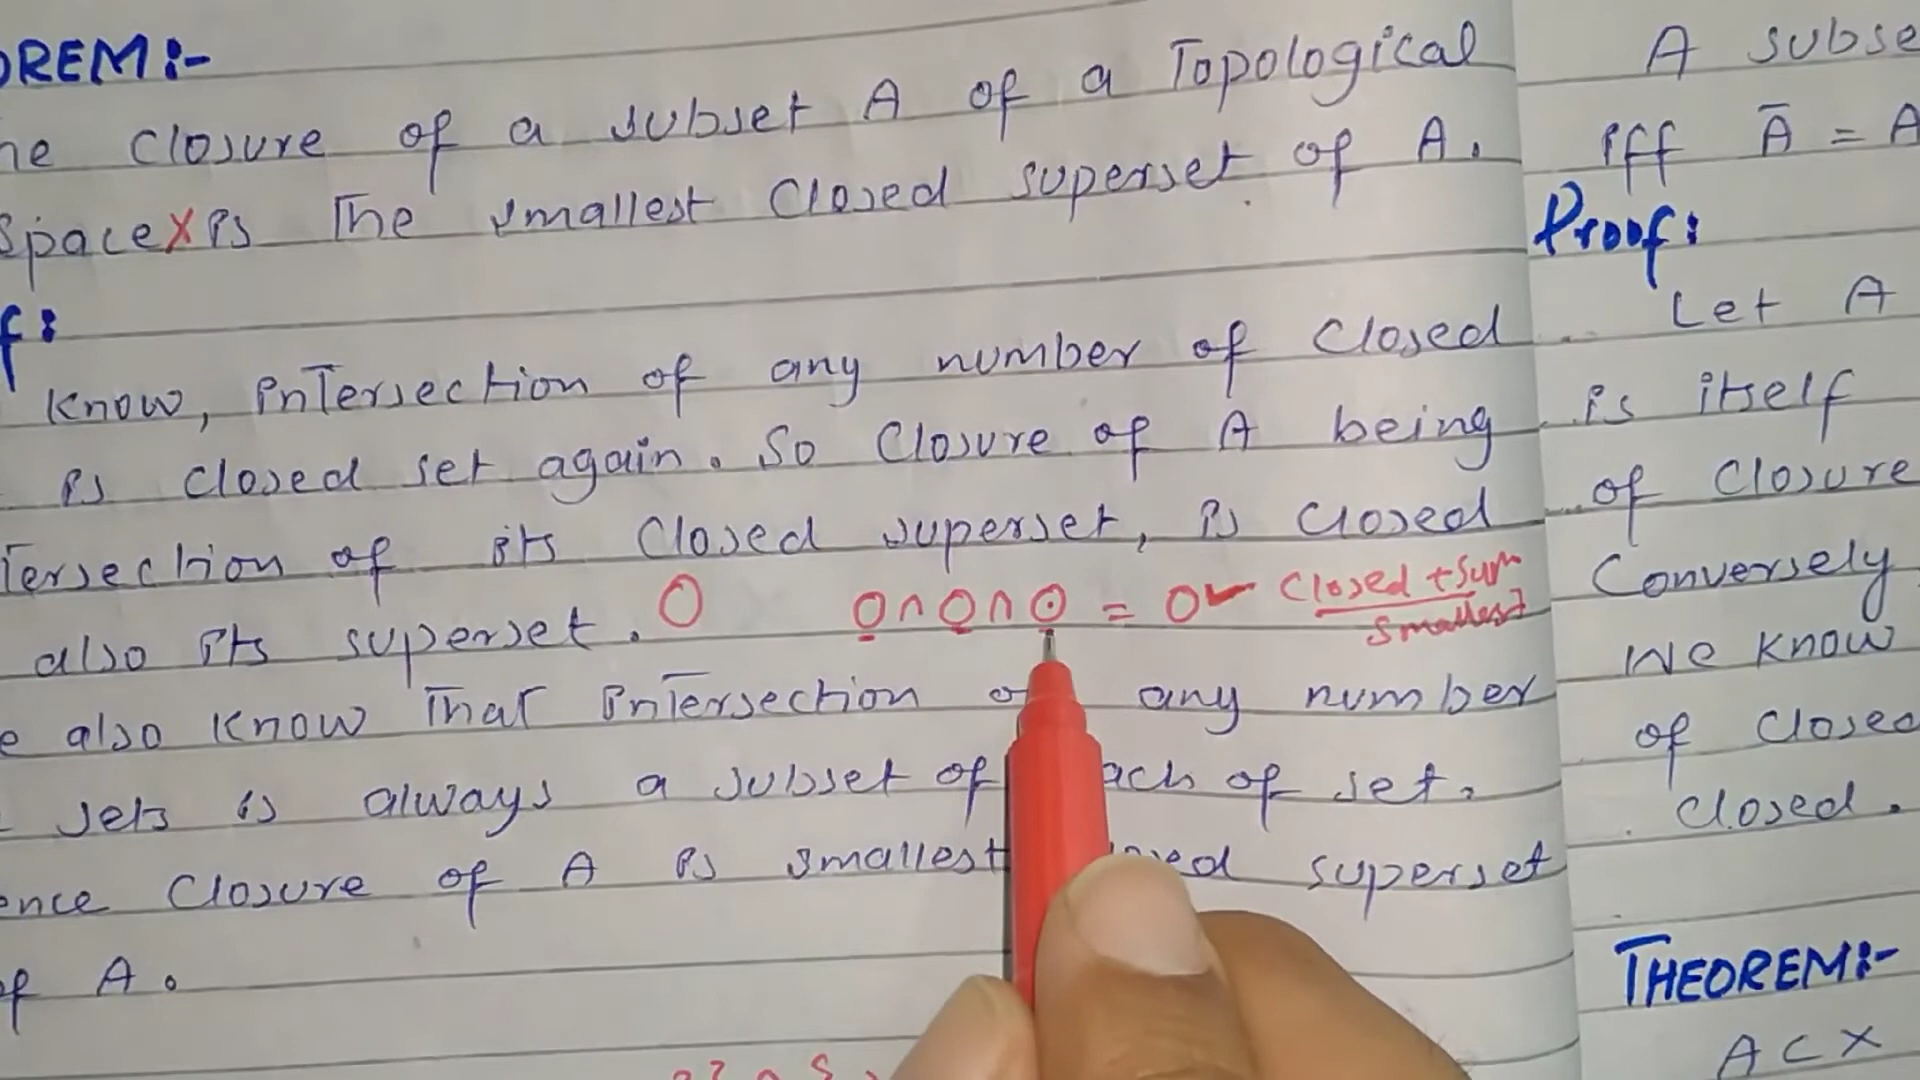 OREM:-
he closure of a subset A of a Topological
Space X is The smallest closed superset of A.
f:
know, inTersection of any number of closed
is closed set again. So closure of A being
Tersection of its closed superset, is closed
also its superset.
O O∩O∩O = O closed + Sup
smallest
e also know That inTersection any number
sets is always a subset of ach of set.
ence closure of A is smallest superset
of A.
A subse
iff Ā = A
Proof:
Let A
is itself
of closure
Conversely
We know
of closed
closed.
THEOREM:-
A ⊂ X